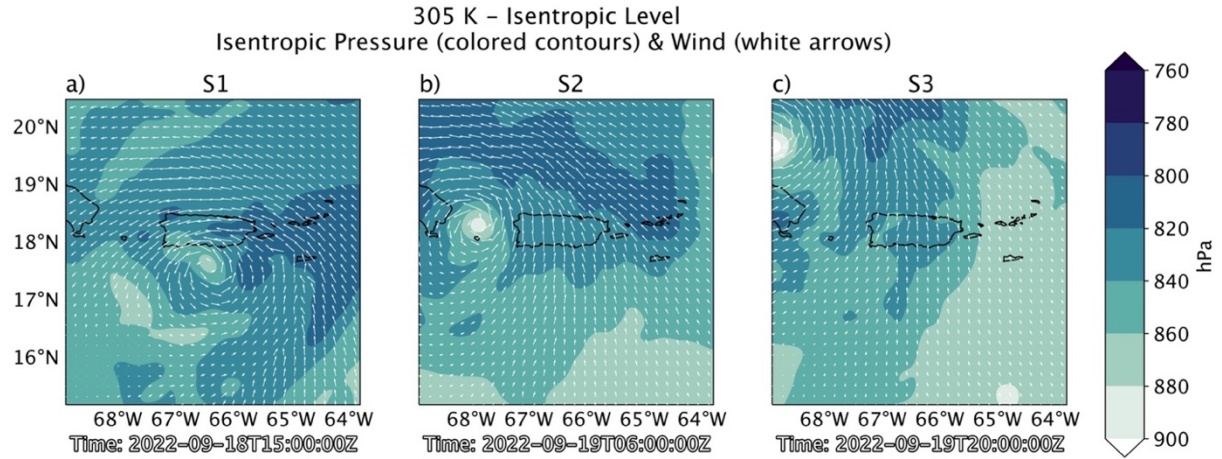 305 K – Isentropic Level
Isentropic Pressure (colored contours) & Wind (white arrows)
a) S1
b) S2
c) S3
20°N
19°N
18°N
17°N
16°N
68°W 67°W 66°W 65°W 64°W
68°W 67°W 66°W 65°W 64°W
68°W 67°W 66°W 65°W 64°W
Time: 2022-09-18T15:00:00Z
Time: 2022-09-19T06:00:00Z
Time: 2022-09-19T20:00:00Z
760
780
800
820
840
860
880
900
hPa